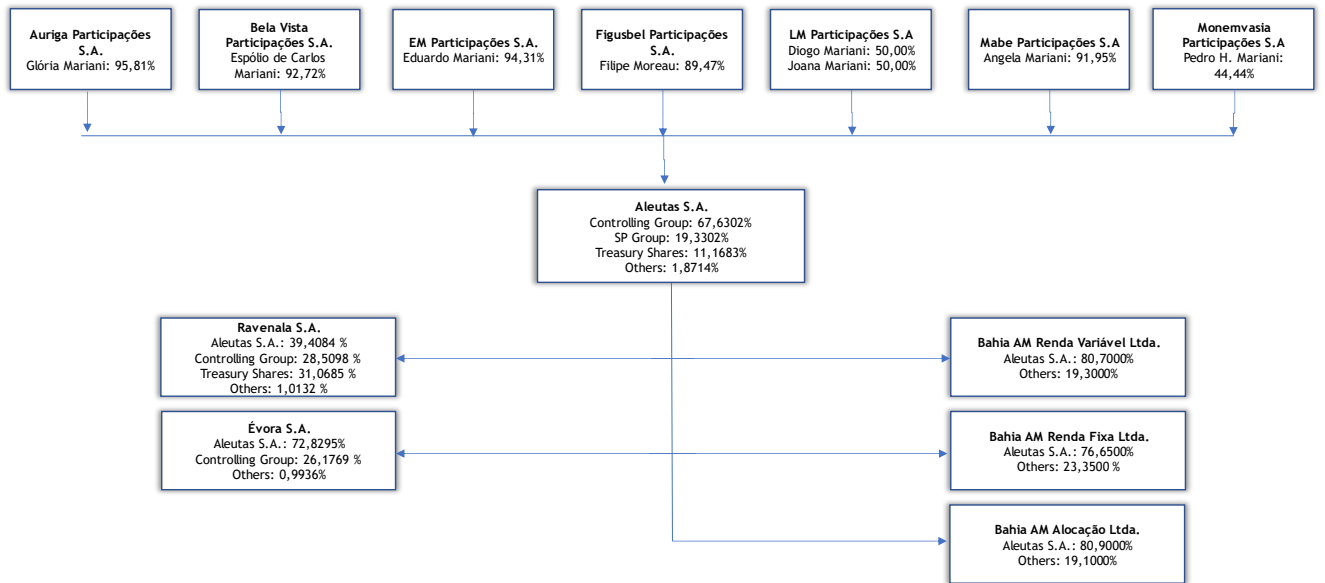 Auriga Participações
S.A.
Glória Mariani: 95,81%
Bela Vista
Participações S.A.
Espólio de Carlos
Mariani: 92,72%
EM Participações S.A.
Eduardo Mariani: 94,31%
Figusbel Participações
S.A.
Filipe Moreau: 89,47%
LM Participações S.A
Diogo Mariani: 50,00%
Joana Mariani: 50,00%
Mabe Participações S.A
Angela Mariani: 91,95%
Monemvasia
Participações S.A
Pedro H. Mariani:
44,44%
Aleutas S.A.
Controlling Group: 67,6302%
SP Group: 19,3302%
Treasury Shares: 11,1683%
Others: 1,8714%
Ravenala S.A.
Aleutas S.A.: 39,4084 %
Controlling Group: 28,5098 %
Treasury Shares: 31,0685 %
Others: 1,0132 %
Bahia AM Renda Variável Ltda.
Aleutas S.A.: 80,7000%
Others: 19,3000%
Évora S.A.
Aleutas S.A.: 72,8295%
Controlling Group: 26,1769 %
Others: 0,9936%
Bahia AM Renda Fixa Ltda.
Aleutas S.A.: 76,6500%
Others: 23,3500 %
Bahia AM Alocação Ltda.
Aleutas S.A.: 80,9000%
Others: 19,1000%